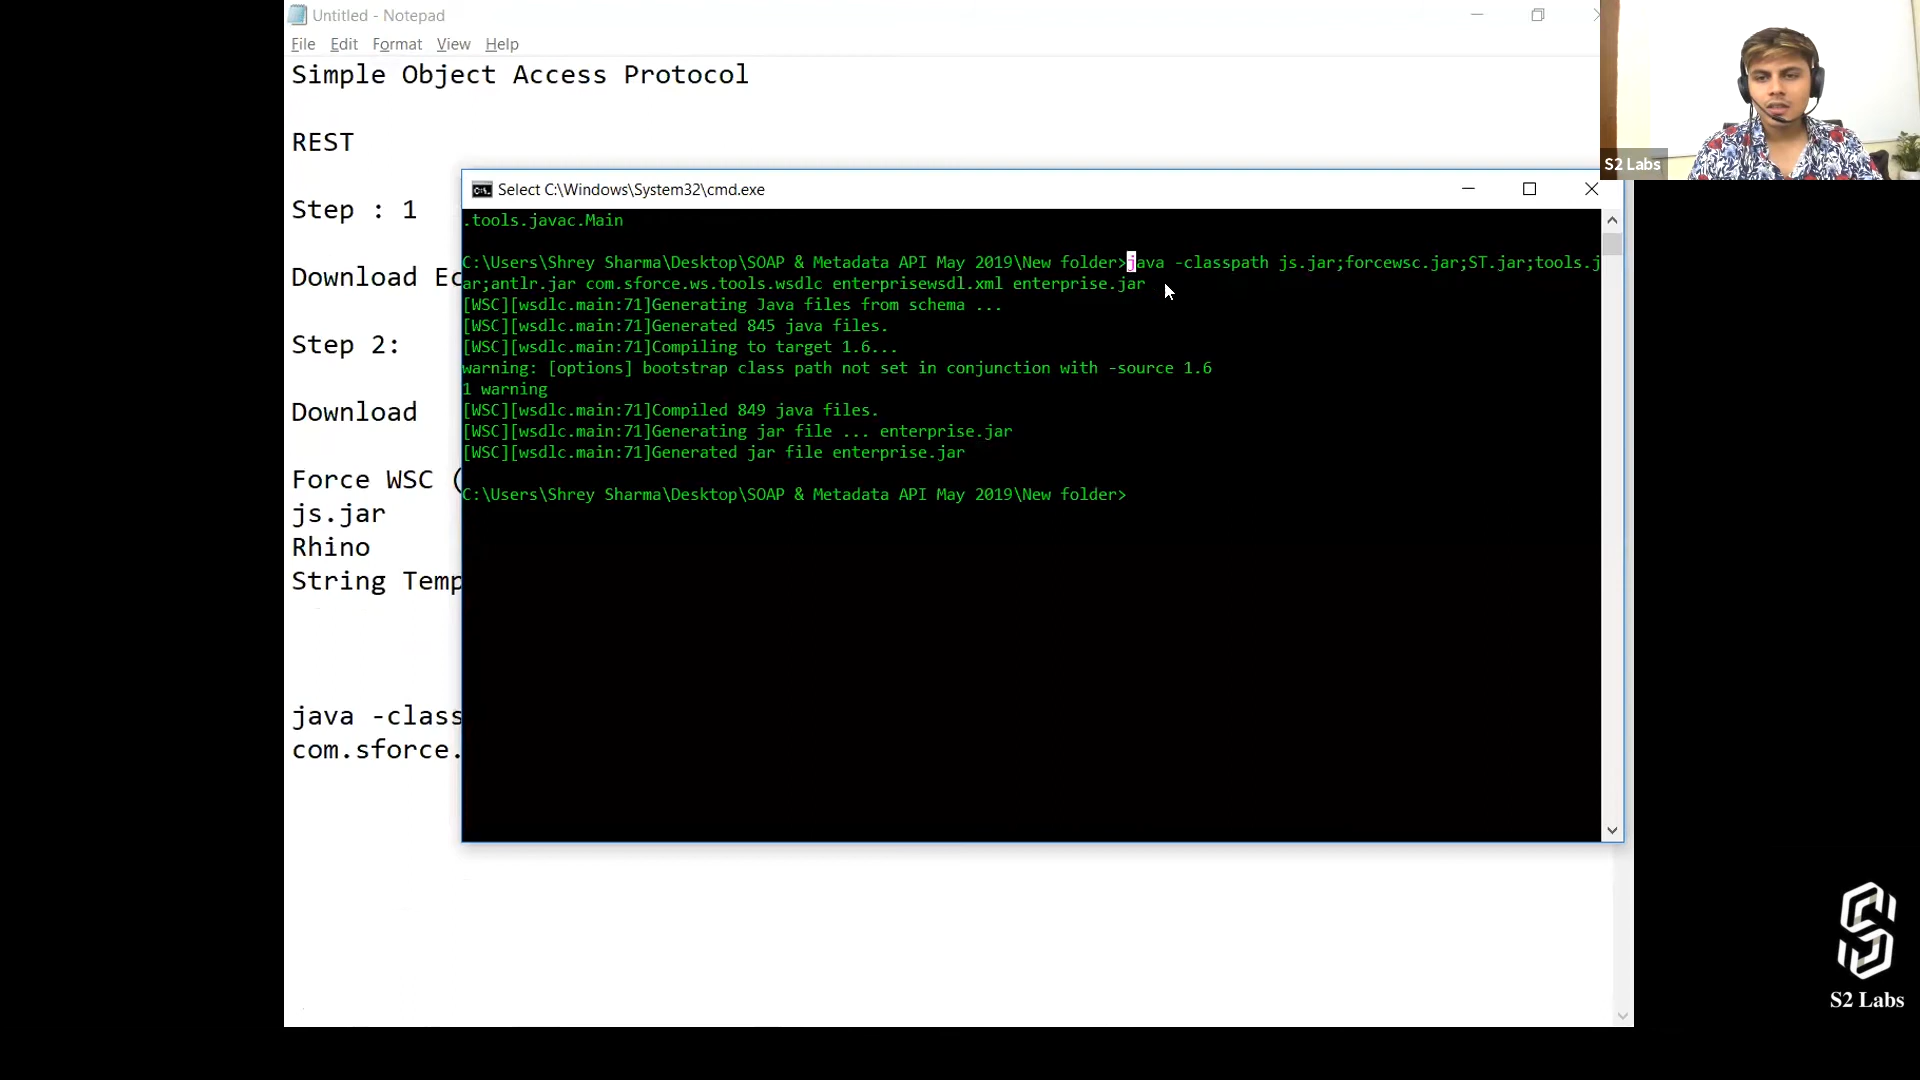 Untitled - Notepad
File Edit Format View Help
Simple Object Access Protocol
REST
Step : 1
Download Ec
Step 2:
Download
Force WSC (
js.jar
Rhino
String Temp
java -class
com.sforce.
Select C:\Windows\System32\cmd.exe
.tools.javac.Main
C:\Users\Shrey Sharma\Desktop\SOAP & Metadata API May 2019\New folder>java -classpath js.jar;forcewsc.jar;ST.jar;tools.j
ar;antlr.jar com.sforce.ws.tools.wsdlc enterprisewsdl.xml enterprise.jar
[WSC][wsdlc.main:71]Generating Java files from schema ...
[WSC][wsdlc.main:71]Generated 845 java files.
[WSC][wsdlc.main:71]Compiling to target 1.6...
warning: [options] bootstrap class path not set in conjunction with -source 1.6
1 warning
[WSC][wsdlc.main:71]Compiled 849 java files.
[WSC][wsdlc.main:71]Generating jar file ... enterprise.jar
[WSC][wsdlc.main:71]Generated jar file enterprise.jar
C:\Users\Shrey Sharma\Desktop\SOAP & Metadata API May 2019\New folder>
S2 Labs
S2 Labs